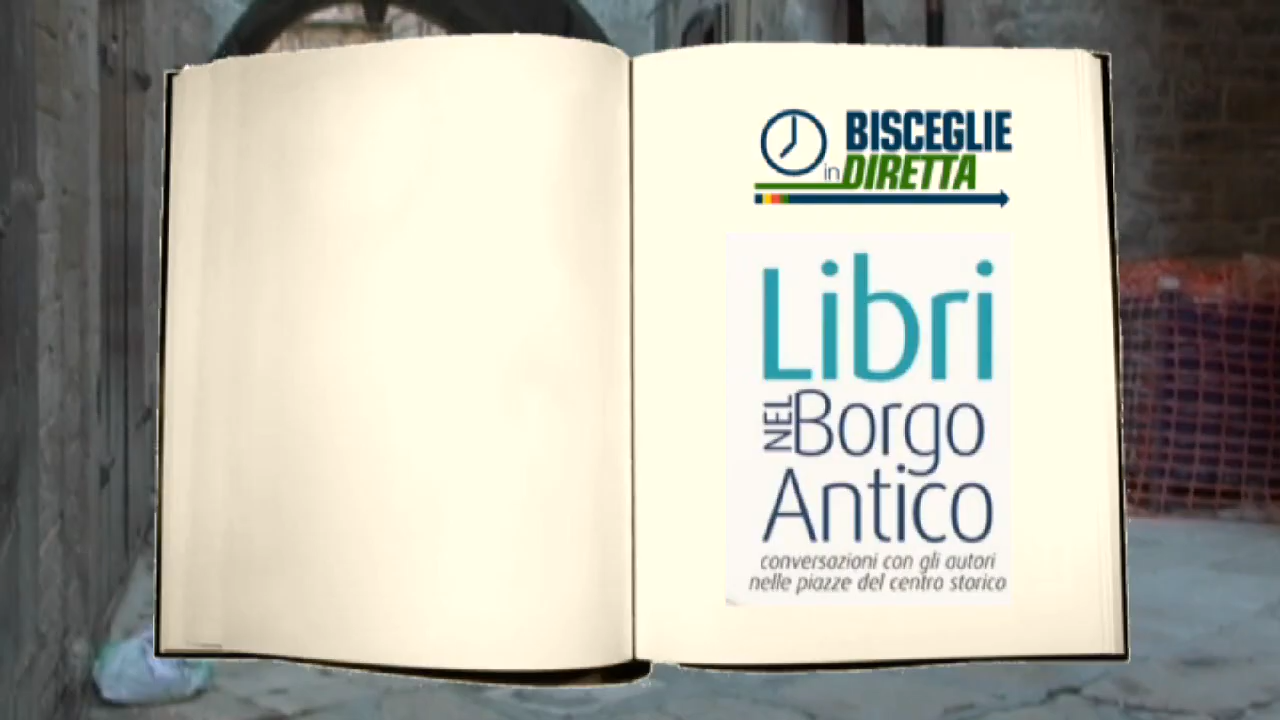 BISCEGLIE
in DIRETTA
Libri
NEL Borgo
Antico
conversazioni con gli autori
nelle piazze del centro storico